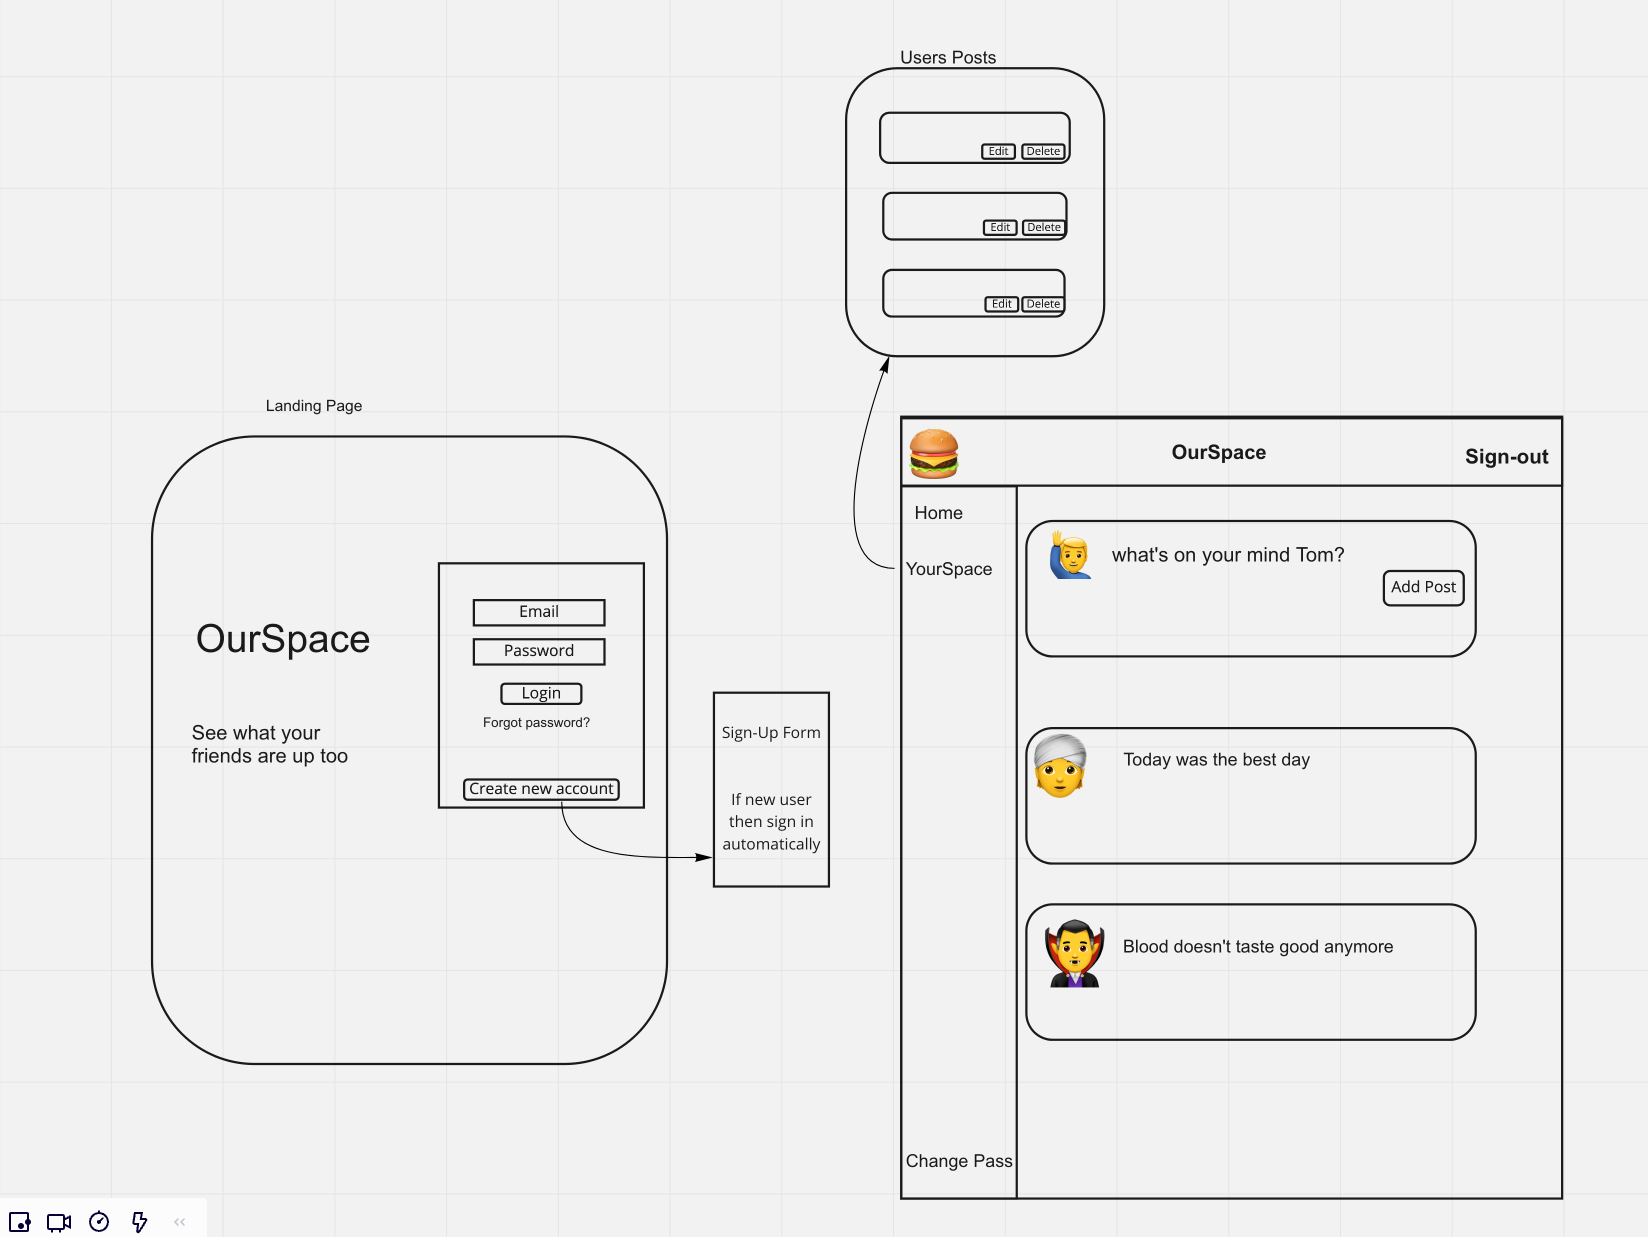 Users Posts
Edit
Delete
Edit
Delete
Edit
Delete
Landing Page
OurSpace
See what your
friends are up too
Email
Password
Login
Forgot password?
Create new account
Sign-Up Form
If new user
then sign in
automatically
OurSpace
Sign-out
Home
YourSpace
Change Pass
what's on your mind Tom?
Add Post
Today was the best day
Blood doesn't taste good anymore